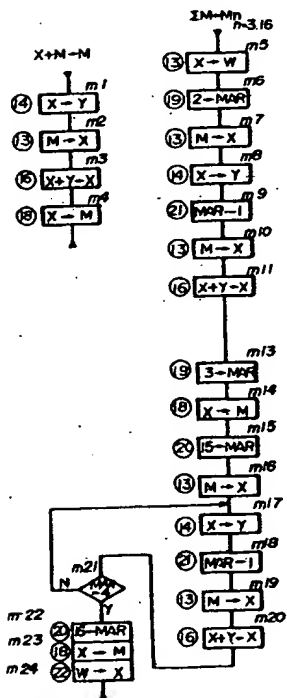 X+M→M
m1
⑭ X→Y
m2
⑬ M→X
m3
⑯ X+Y→X
m4
⑱ X→M
ΣM→Mn
n=3.16
m5
⑬ X→W
m6
⑲ 2→MAR
m7
⑬ M→X
m8
⑭ X→Y
m9
㉑ MAR-1
m10
⑬ M→X
m11
⑯ X+Y→X
m13
⑲ 3→MAR
m14
⑱ X→M
m15
⑳ 15→MAR
m16
⑬ M→X
m17
⑭ X→Y
m18
㉑ MAR-1
m19
⑬ M→X
m20
⑯ X+Y→X
m21
N
Y
m22
⑳ 16→MAR
m23
⑱ X→M
m24
㉒ W→X